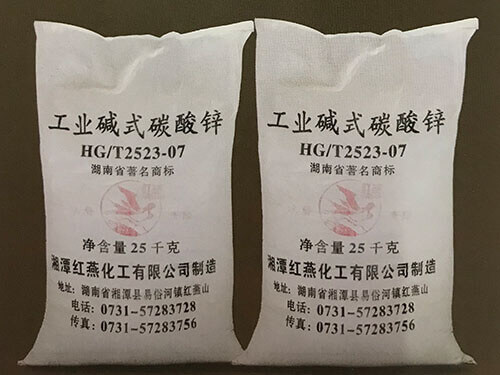 工业碱式碳酸锌
HG/T2523-07
湖南省著名商标
净含量25千克
湘潭红燕化工有限公司制造
地址：湖南省湘潭县易俗河镇红燕山
电话：0731-57283728
传真：0731-57283756
工业碱式碳酸锌
HG/T2523-07
湖南省著名商标
净含量25千克
湘潭红燕化工有限公司制造
地址：湖南省湘潭县易俗河镇红燕山
电话：0731-57283728
传真：0731-57283756